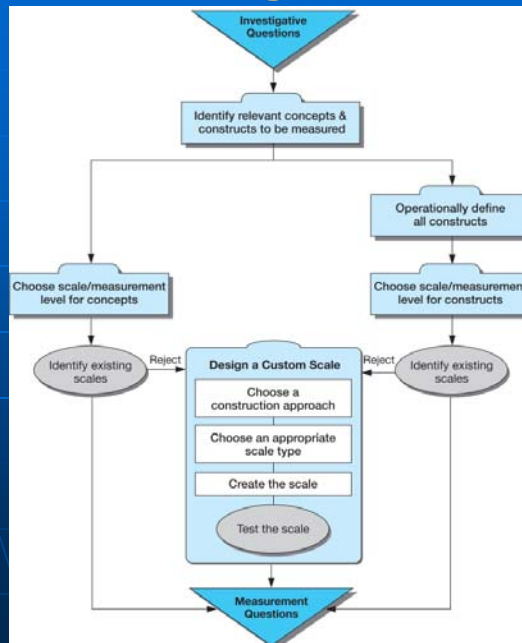 Investigative
Questions
Identify relevant concepts &
constructs to be measured
Operationally define
all constructs
Choose scale/measurement
level for concepts
Choose scale/measurement
level for constructs
Identify existing
scales
Reject
Design a Custom Scale
Reject
Identify existing
scales
Choose a
construction approach
Choose an appropriate
scale type
Create the scale
Test the scale
Measurement
Questions